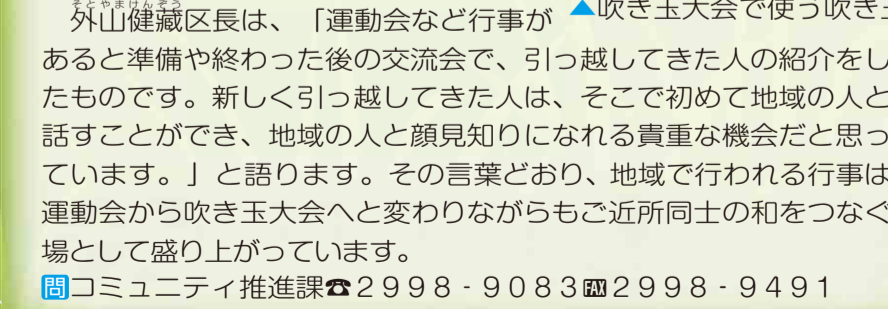 そとやまけんぞう
外山健藏区長は、「運動会など行事が
▲吹き玉大会で使う吹き
あると準備や終わった後の交流会で、引っ越してきた人の紹介をし
たものです。新しく引っ越してきた人は、そこで初めて地域の人と
話すことができ、地域の人と顔見知りになれる貴重な機会だと思っ
ています。」と語ります。その言葉どおり、地域で行われる行事は
運動会から吹き玉大会へと変わりながらもご近所同士の和をつなぐ
場として盛り上がっています。
問コミュニティ推進課☎2998-9083FAX2998-9491